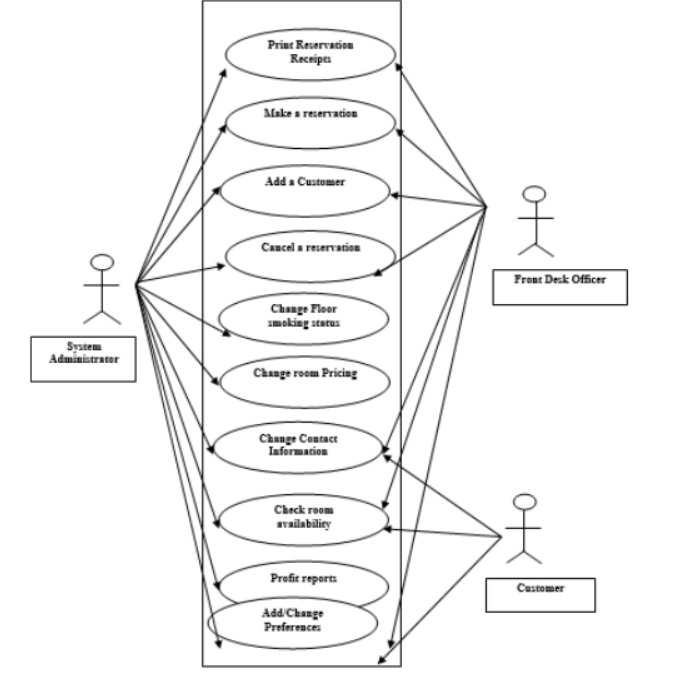 Print Reservation
Receipts
Make a reservation
Add a Customer
Cancel a reservation
Front Desk Officer
Change Floor
smoking status
System
Administrator
Change room Pricing
Change Contact
Information
Check room
availability
Profit reports
Customer
Add/Change
Preferences